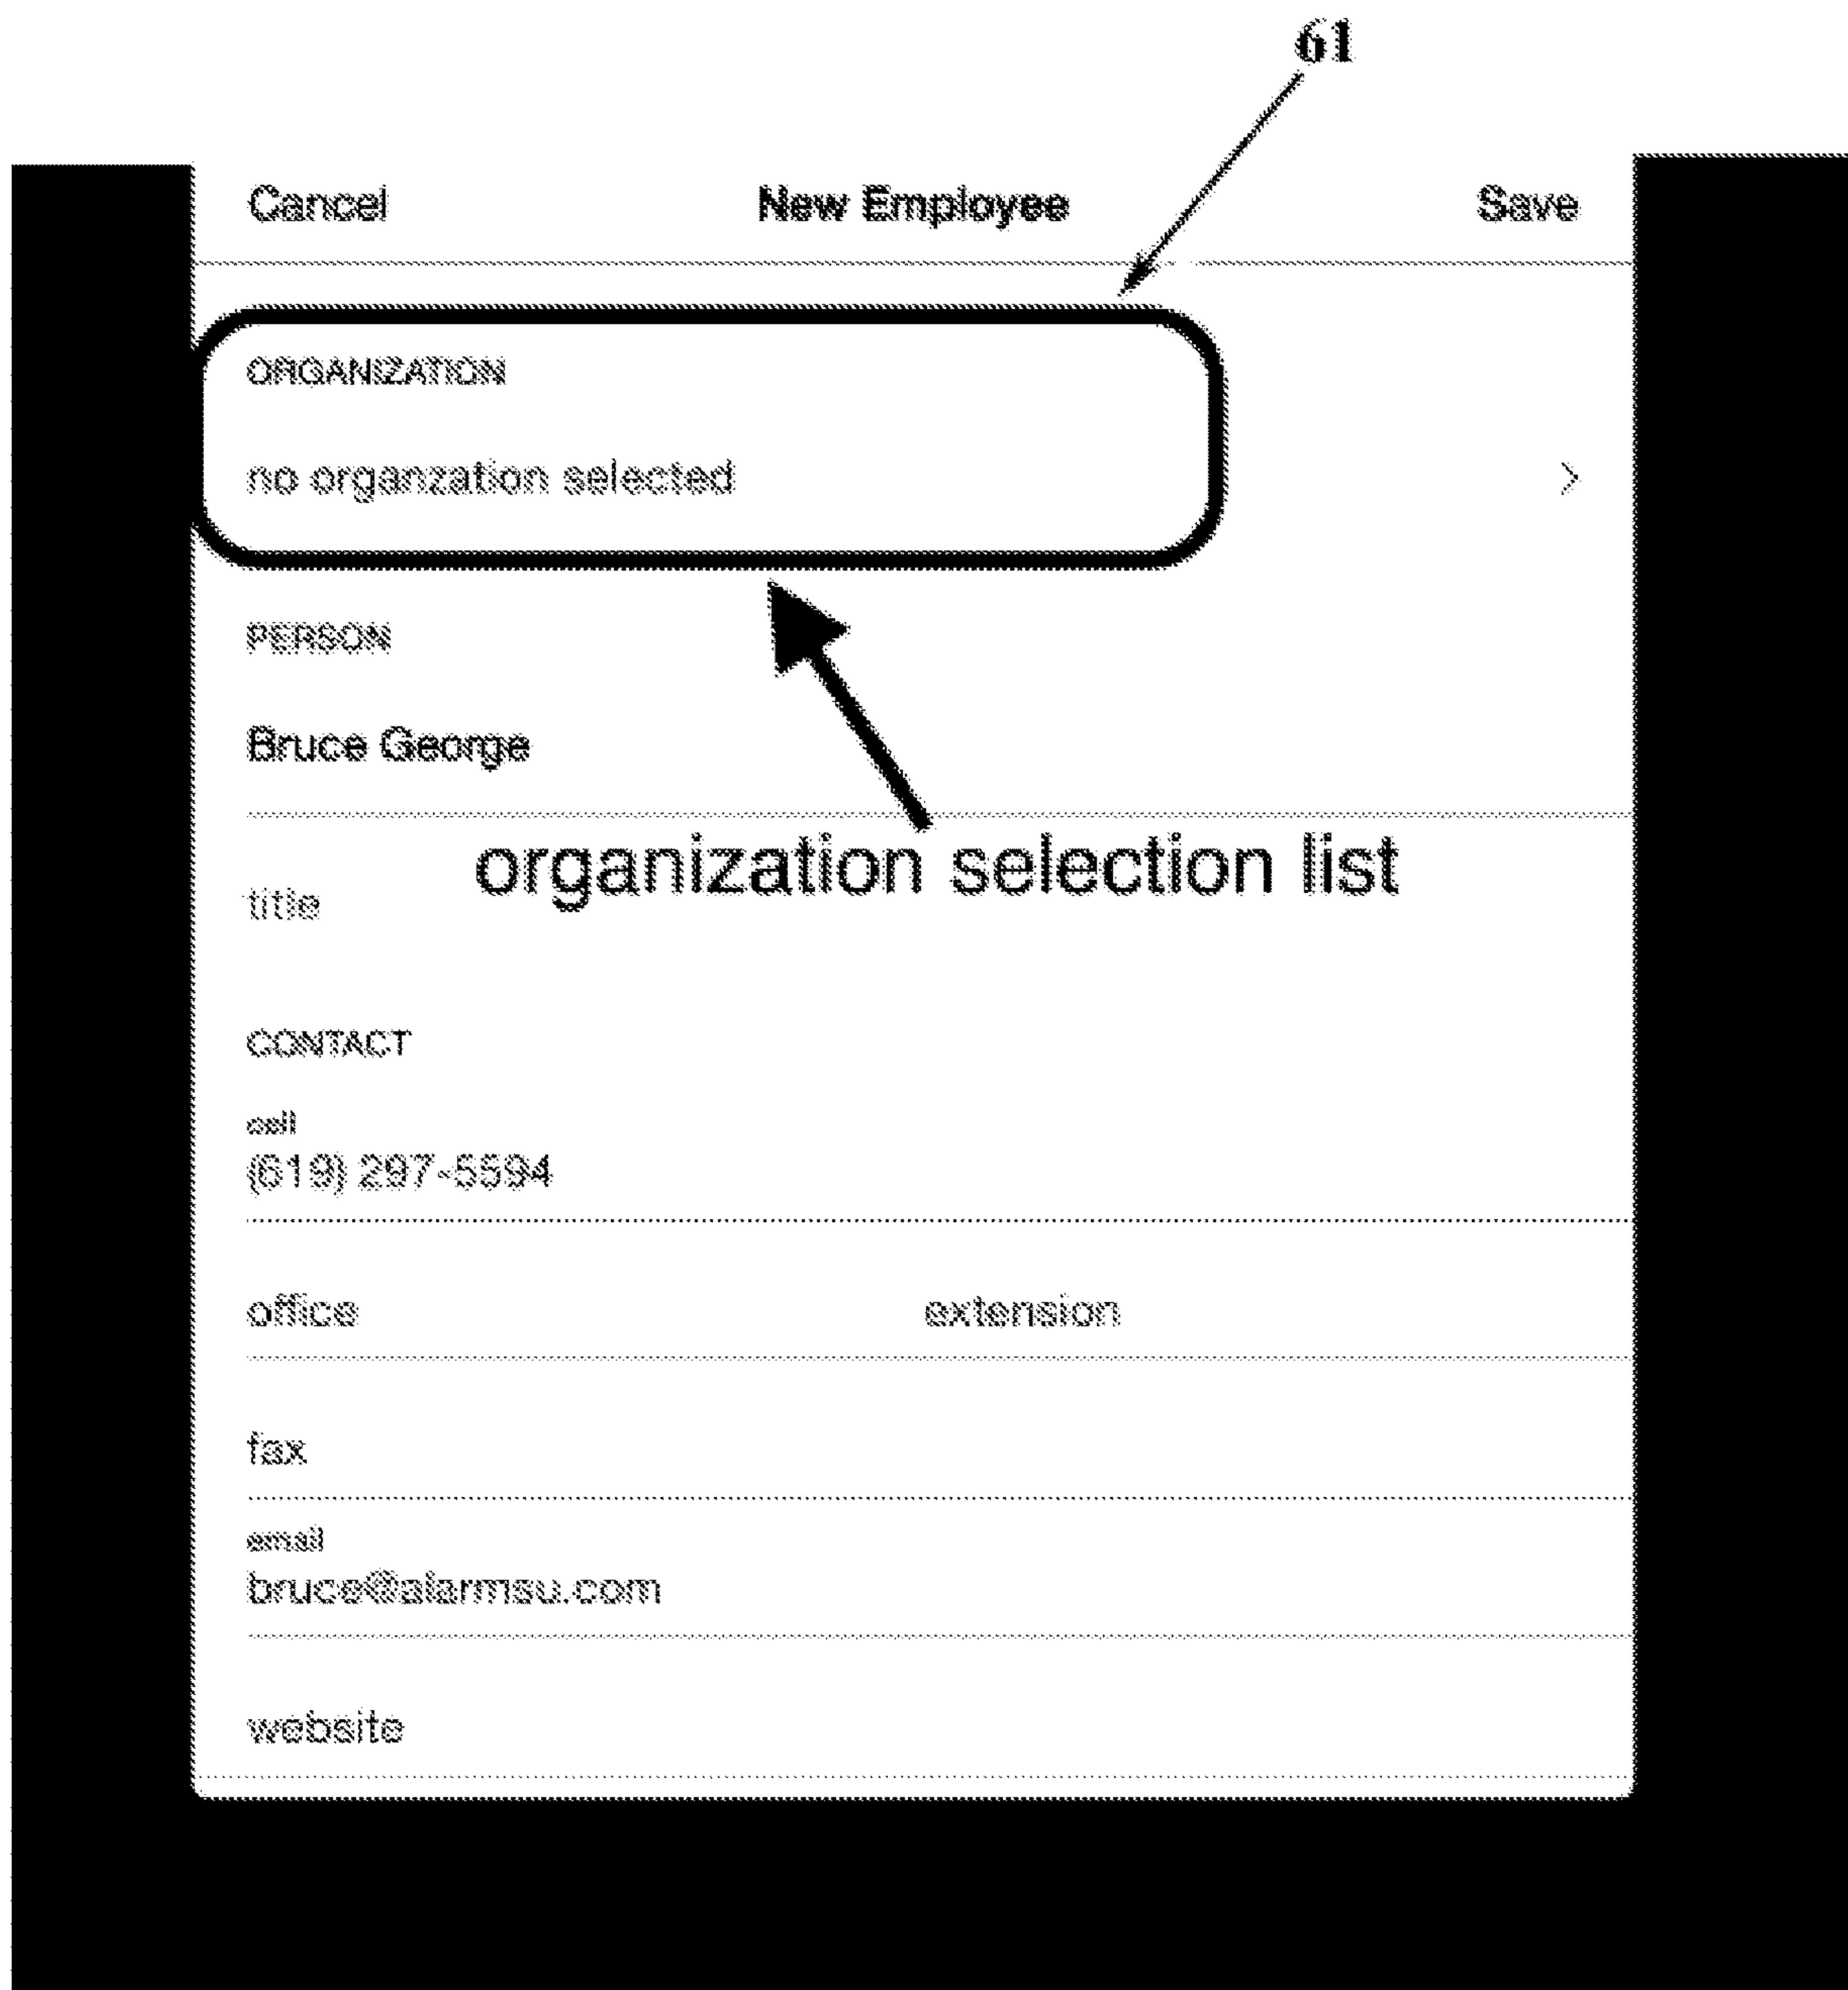 61
Cancel New Employee Save
ORGANIZATION
no organzation selected >
PERSON
Bruce George
organization selection list
title
CONTACT
cell
(619) 297-5594
office extension
fax
email
bruce@alarmsu.com
website